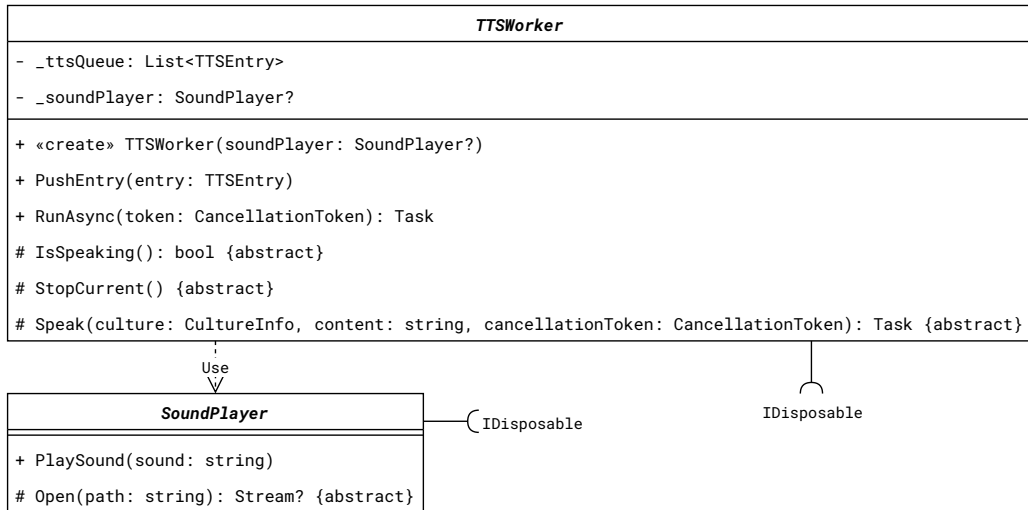 TTSWorker
- _ttsQueue: List<TTSEntry>
- _soundPlayer: SoundPlayer?
+ «create» TTSWorker(soundPlayer: SoundPlayer?)
+ PushEntry(entry: TTSEntry)
+ RunAsync(token: CancellationToken): Task
# IsSpeaking(): bool {abstract}
# StopCurrent() {abstract}
# Speak(culture: CultureInfo, content: string, cancellationToken: CancellationToken): Task {abstract}
Use
SoundPlayer
+ PlaySound(sound: string)
# Open(path: string): Stream? {abstract}
IDisposable
IDisposable